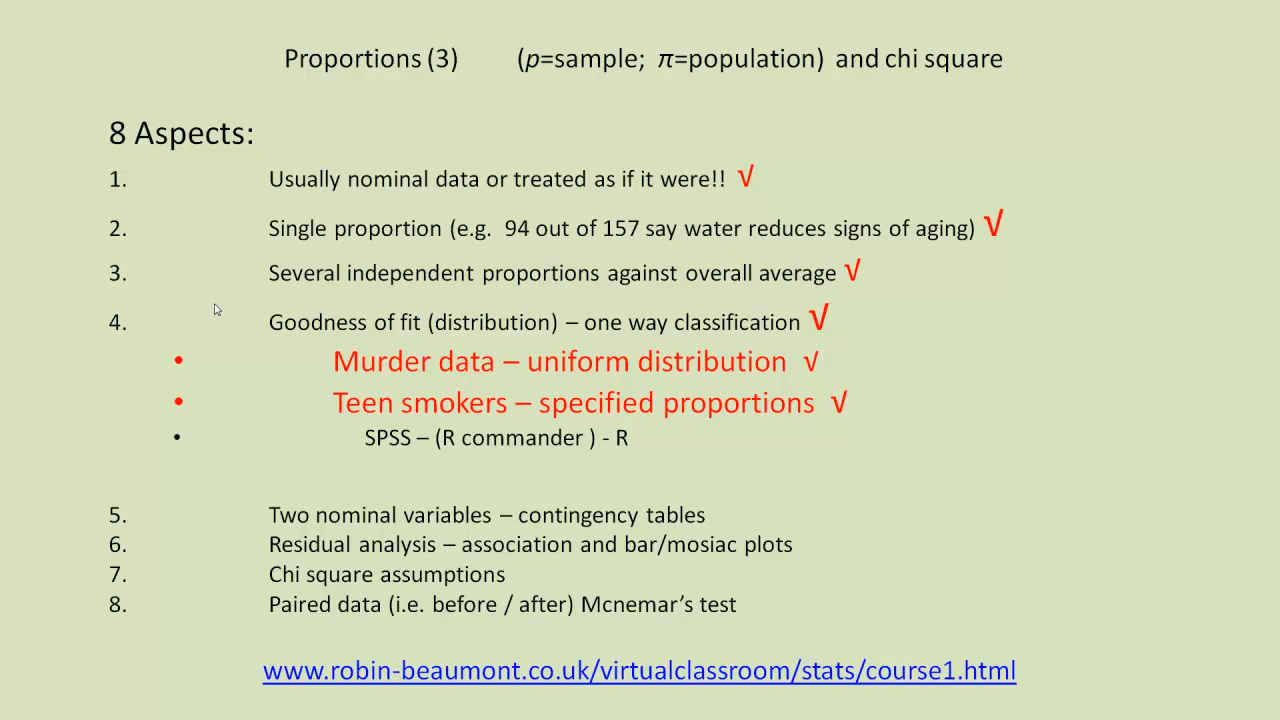 Proportions (3) (p=sample; π=population) and chi square
8 Aspects:
1. Usually nominal data or treated as if it were!! √
2. Single proportion (e.g. 94 out of 157 say water reduces signs of aging) √
3. Several independent proportions against overall average √
4. Goodness of fit (distribution) – one way classification √
• Murder data – uniform distribution √
• Teen smokers – specified proportions √
• SPSS – (R commander ) - R
5. Two nominal variables – contingency tables
6. Residual analysis – association and bar/mosiac plots
7. Chi square assumptions
8. Paired data (i.e. before / after) Mcnemar’s test
www.robin-beaumont.co.uk/virtualclassroom/stats/course1.html